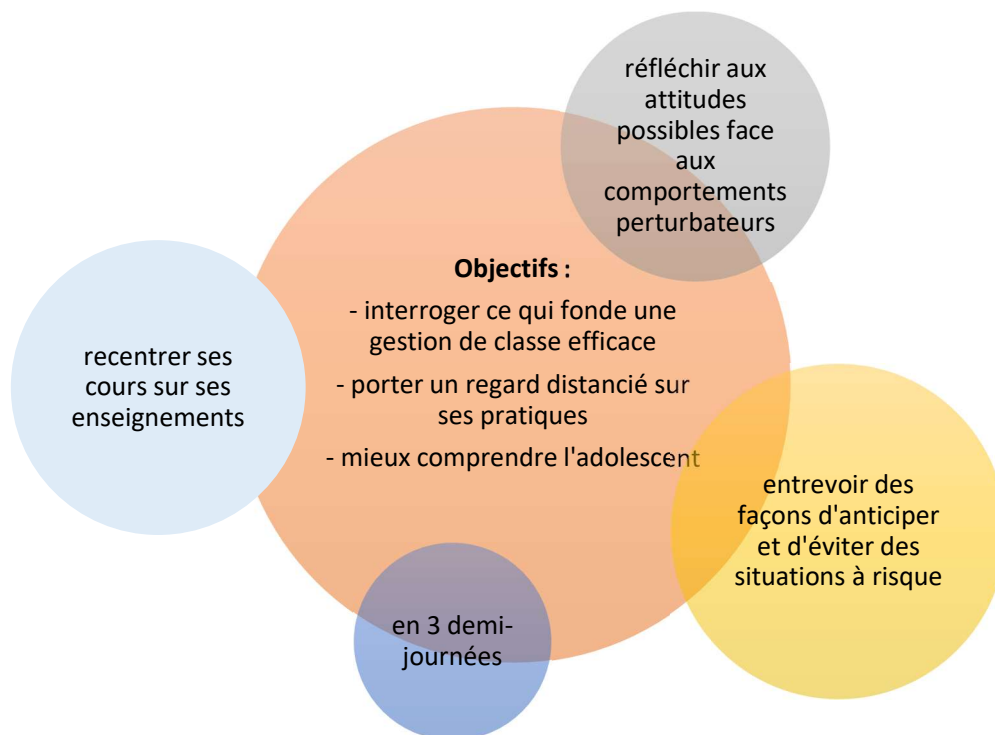 réfléchir aux
attitudes
possibles face
aux
comportements
perturbateurs
Objectifs :
- interroger ce qui fonde une
gestion de classe efficace
- porter un regard distancié sur
ses pratiques
- mieux comprendre l'adolescent
recentrer ses
cours sur ses
enseignements
entrevoir des
façons d'anticiper
et d'éviter des
situations à risque
en 3 demi-
journées